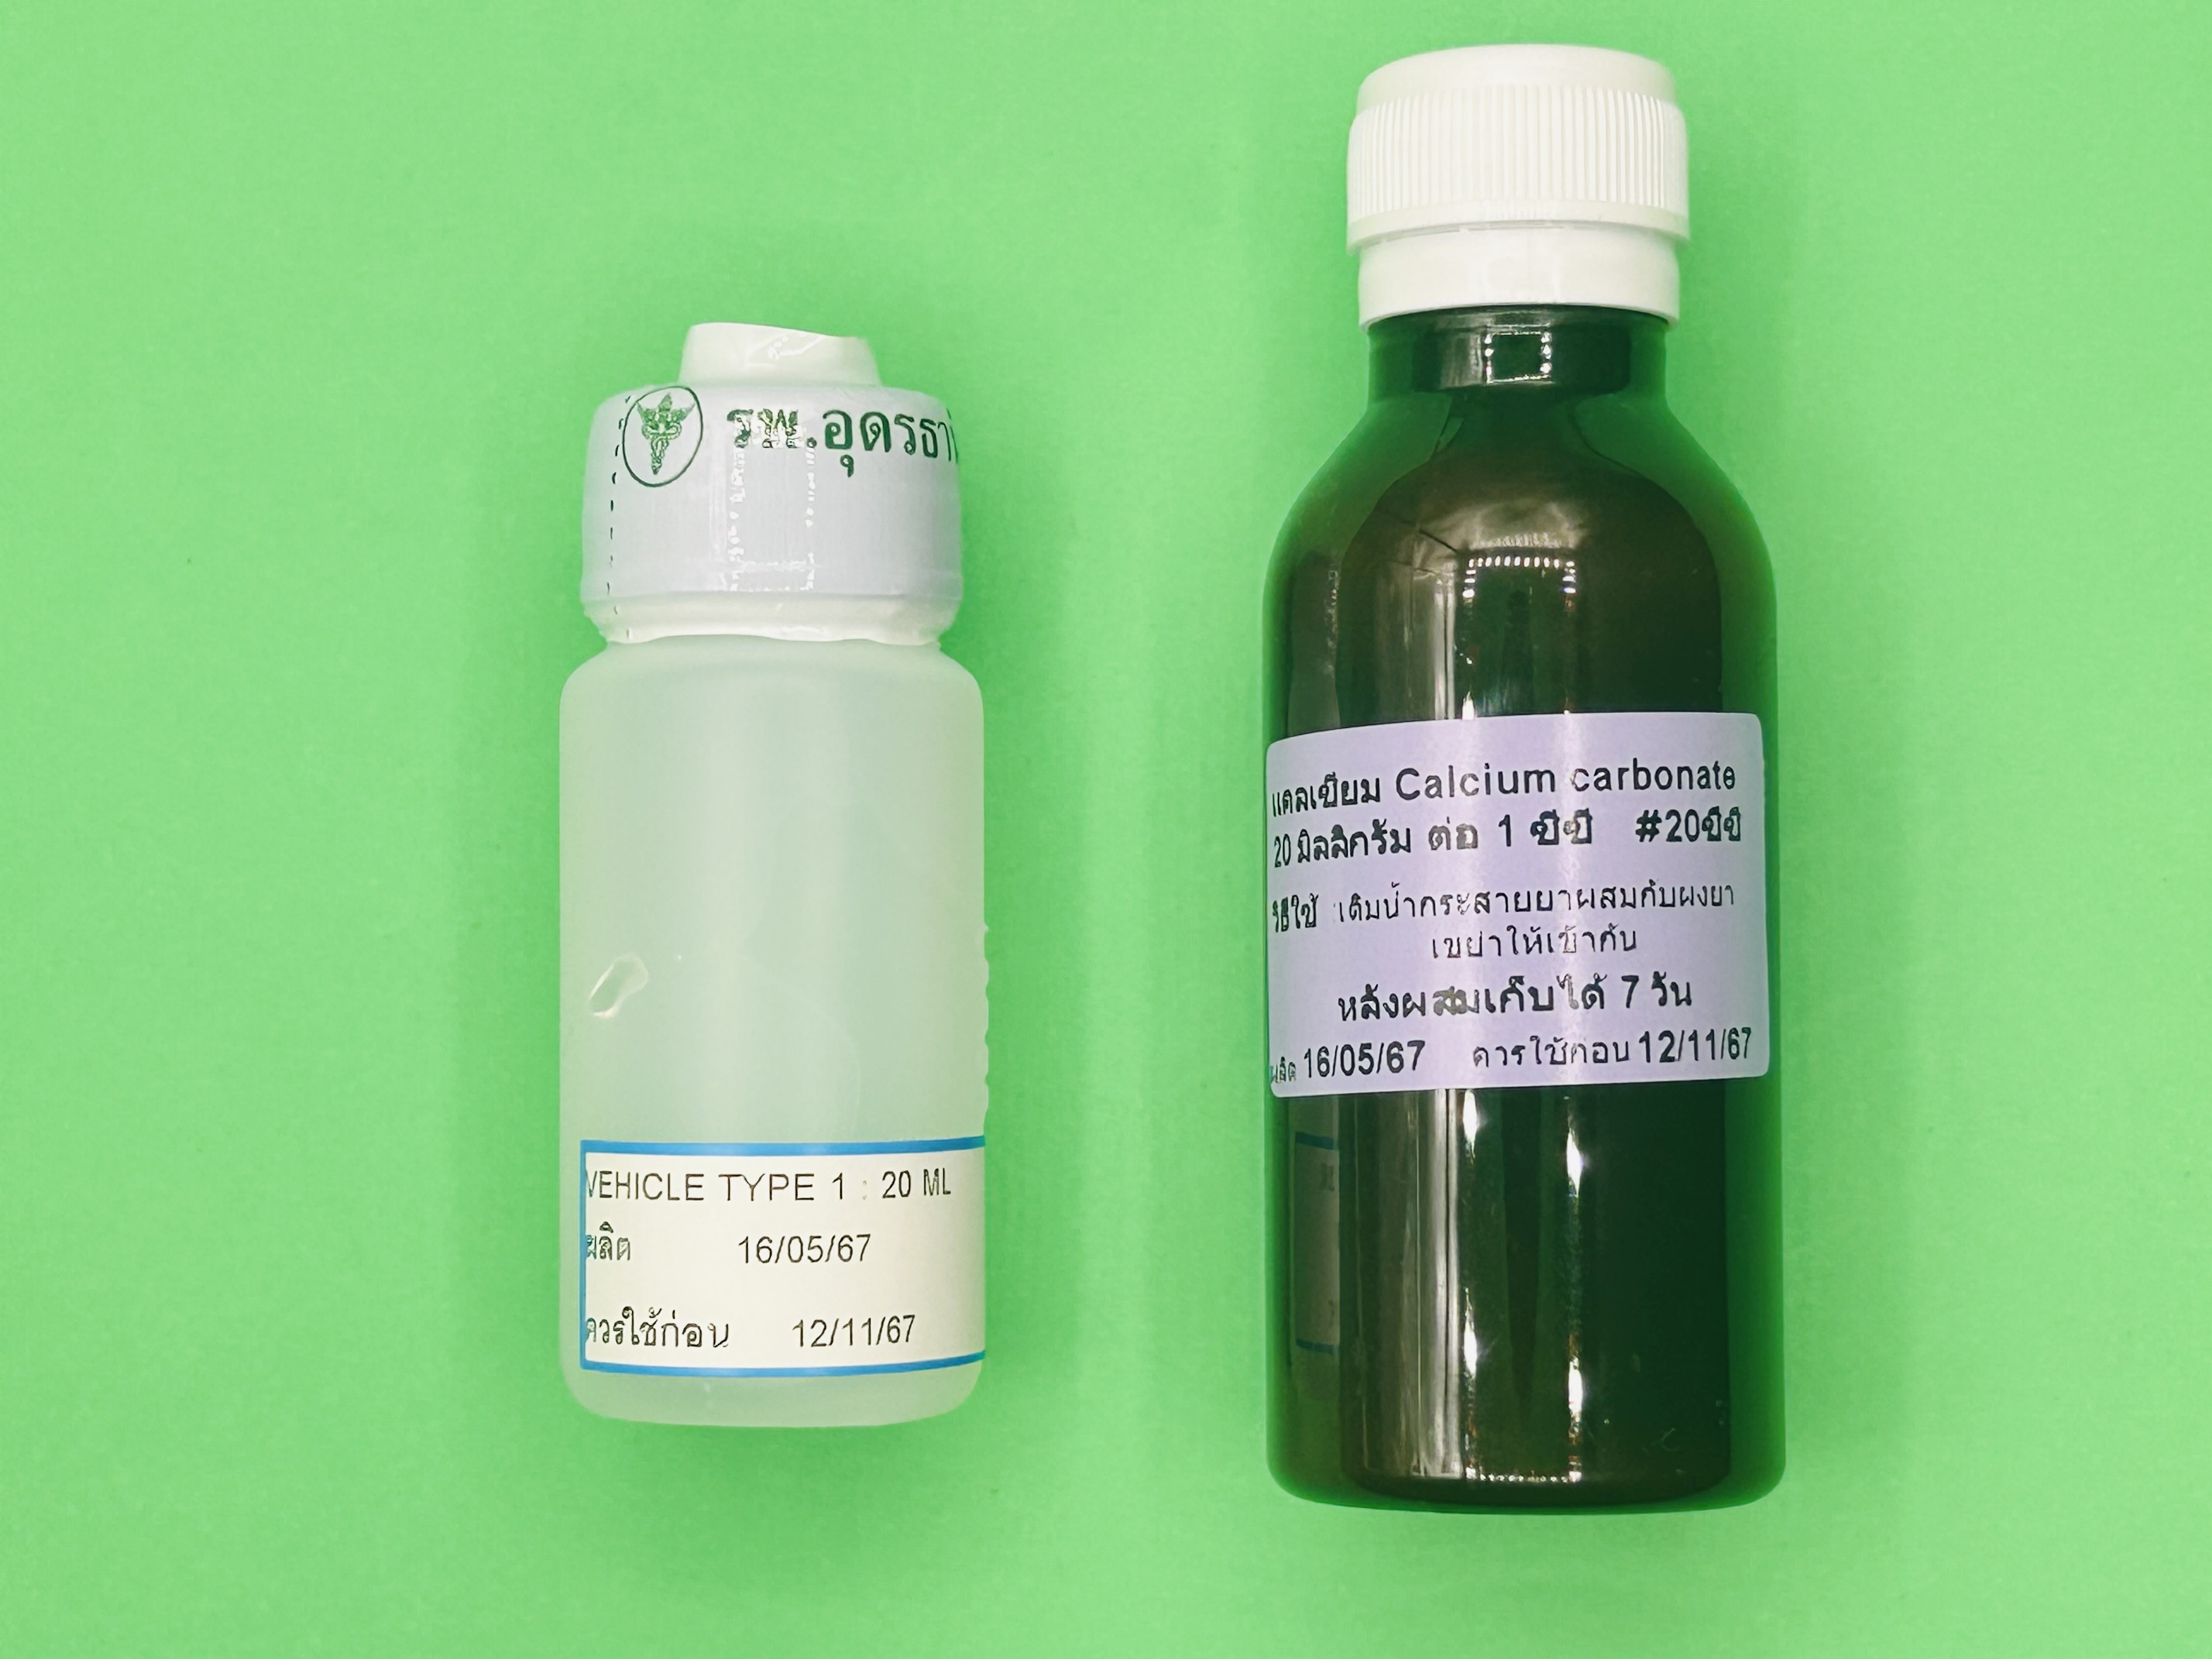 รพ.อุดรธานี
VEHICLE TYPE 1 : 20 ML
ผลิต 16/05/67
ควรใช้ก่อน 12/11/67
แคลเซียม Calcium carbonate
20 มิลลิกรัม ต่อ 1 ซีซี #20ซีซี
วิธีใช้ :เติมน้ำกระสายยาผสมกับผงยา
เขย่าให้เข้ากัน
หลังผสมเก็บได้ 7 วัน
ผลิต 16/05/67 ควรใช้ก่อน 12/11/67